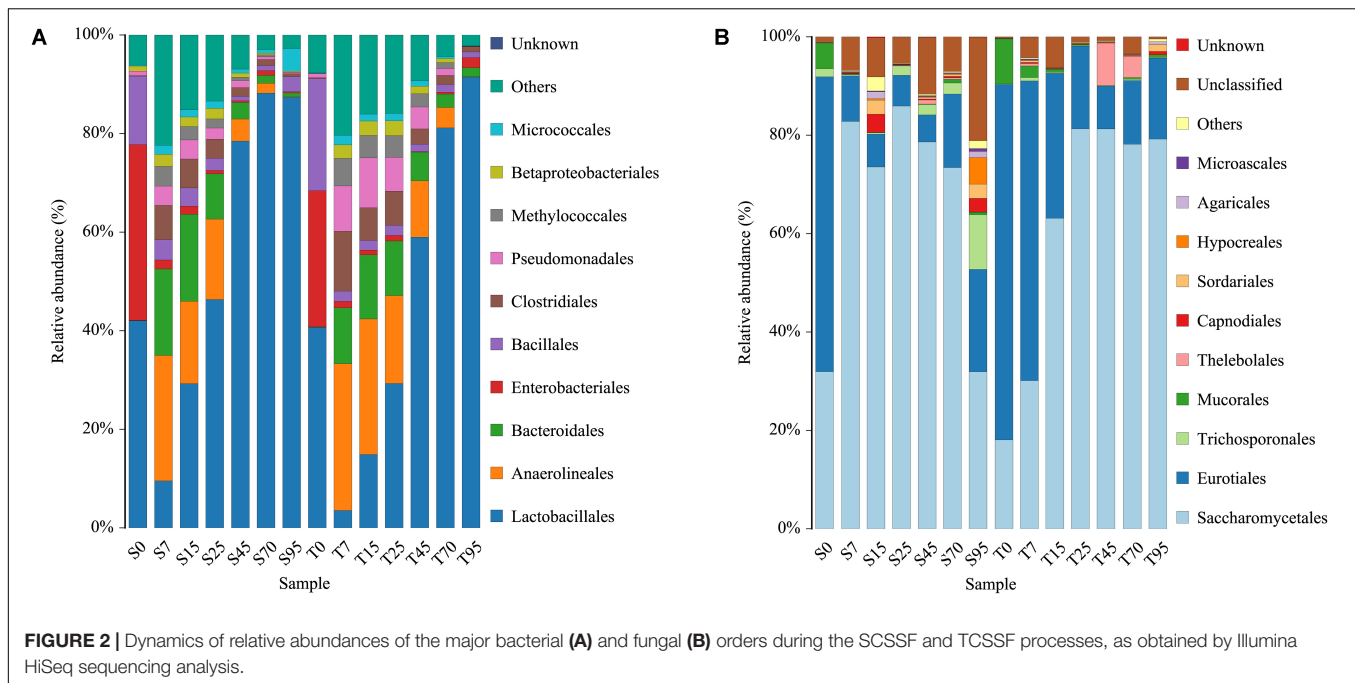 A
Relative abundance (%)
100%
80%
60%
40%
20%
0%
S0 S7 S15 S25 S45 S70 S95 T0 T7 T15 T25 T45 T70 T95
Sample
Unknown
Others
Micrococcales
Betaproteobacteriales
Methylococcales
Pseudomonadales
Clostridiales
Bacillales
Enterobacteriales
Bacteroidales
Anaerolineales
Lactobacillales
B
Relative abundance (%)
100%
80%
60%
40%
20%
0%
S0 S7 S15 S25 S45 S70 S95 T0 T7 T15 T25 T45 T70 T95
Sample
Unknown
Unclassified
Others
Microascales
Agaricales
Hypocreales
Sordariales
Capnodiales
Thelebolales
Mucorales
Trichosporonales
Eurotiales
Saccharomycetales
FIGURE 2 | Dynamics of relative abundances of the major bacterial (A) and fungal (B) orders during the SCSSF and TCSSF processes, as obtained by Illumina
HiSeq sequencing analysis.